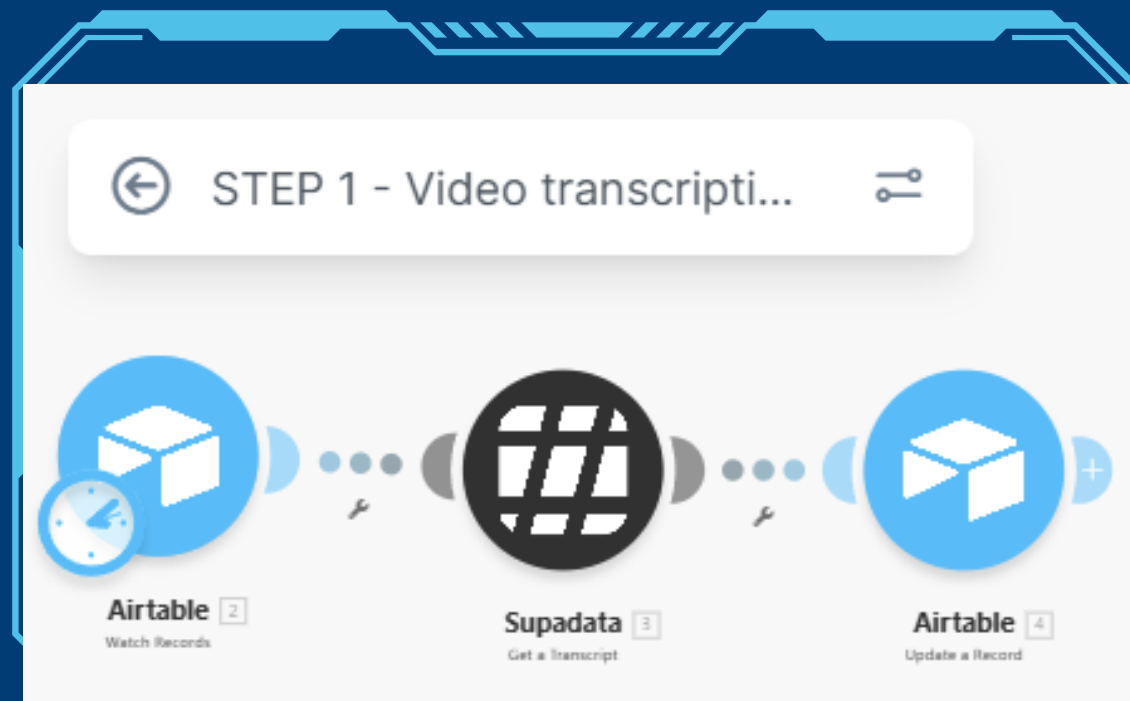 STEP 1 - Video transcripti...
Airtable 2
Watch Records
Supadata 3
Get a Transcript
Airtable 4
Update a Record